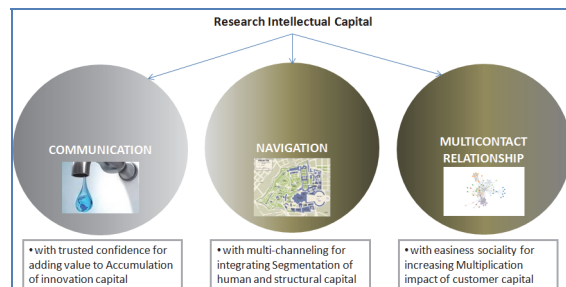 Research Intellectual Capital
COMMUNICATION
NAVIGATION
MULTICONTACT
RELATIONSHIP
• with trusted confidence for
adding value to Accumulation
of innovation capital
• with multi-channeling for
integrating Segmentation of
human and structural capital
• with easiness sociality for
increasing Multiplication
impact of customer capital